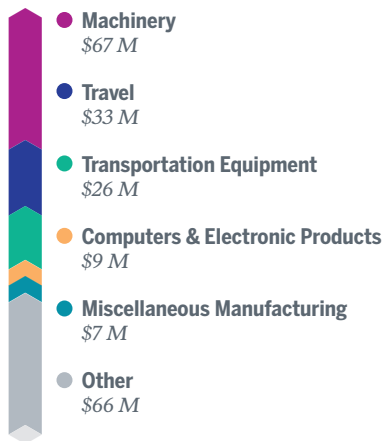 Machinery
$67 M
Travel
$33 M
Transportation Equipment
$26 M
Computers & Electronic Products
$9 M
Miscellaneous Manufacturing
$7 M
Other
$66 M